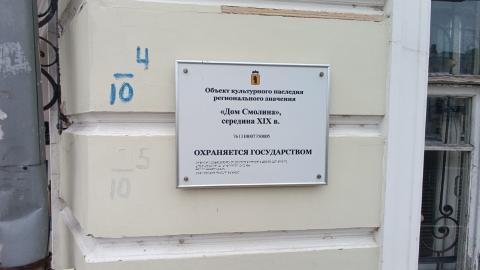 4
10
5
10
Объект культурного наследия
регионального значения
«Дом Смолина»,
середина XIX в.
ОХРАНЯЕТСЯ ГОСУДАРСТВОМ